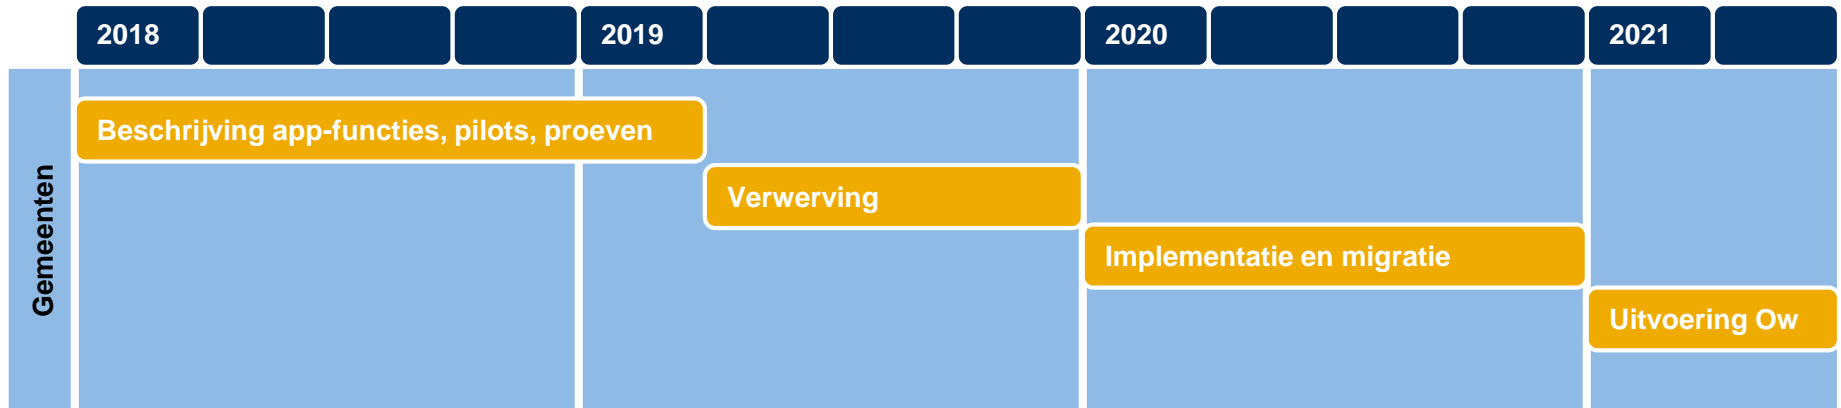 2018
2019
2020
2021
Gemeenten
Beschrijving app-functies, pilots, proeven
Verwerving
Implementatie en migratie
Uitvoering Ow